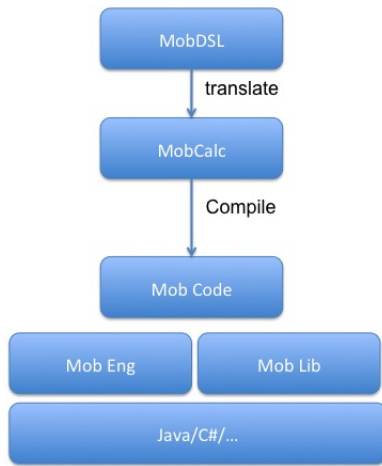 MobDSL
translate
MobCalc
Compile
Mob Code
Mob Eng
Mob Lib
Java/C#/...